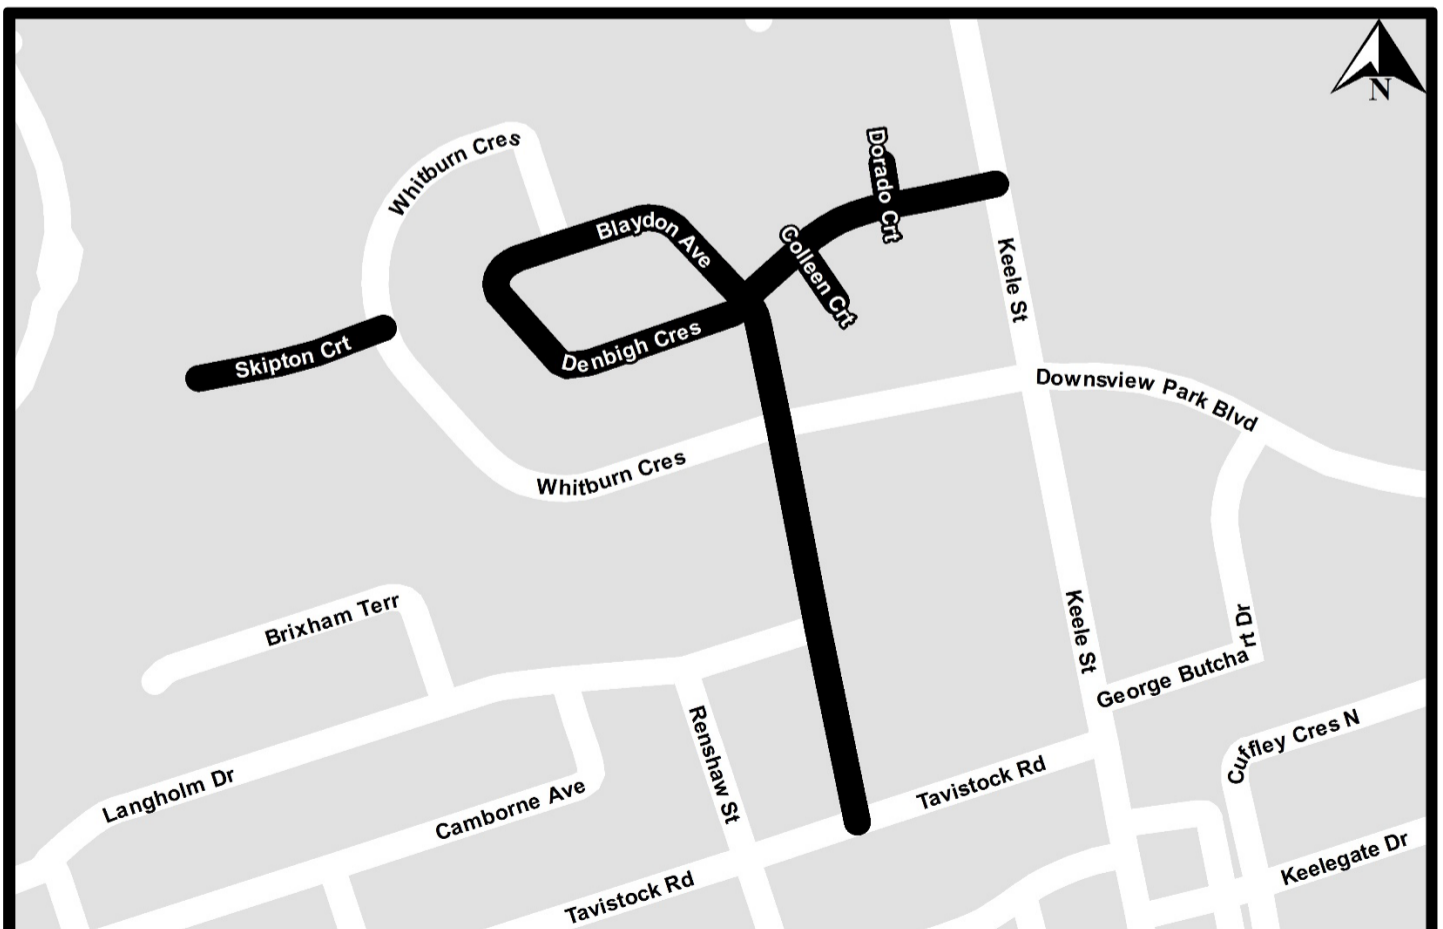 N
Whitburn Cres
Dorado Crt
Blaydon Ave
Colleen Crt
Keele St
Denbigh Cres
Skipton Crt
Downsview Park Blvd
Whitburn Cres
Brixham Terr
Keele St
George Butchart Dr
Renshaw St
Cuffley Cres N
Langholm Dr
Tavistock Rd
Camborne Ave
Keelegate Dr
Tavistock Rd